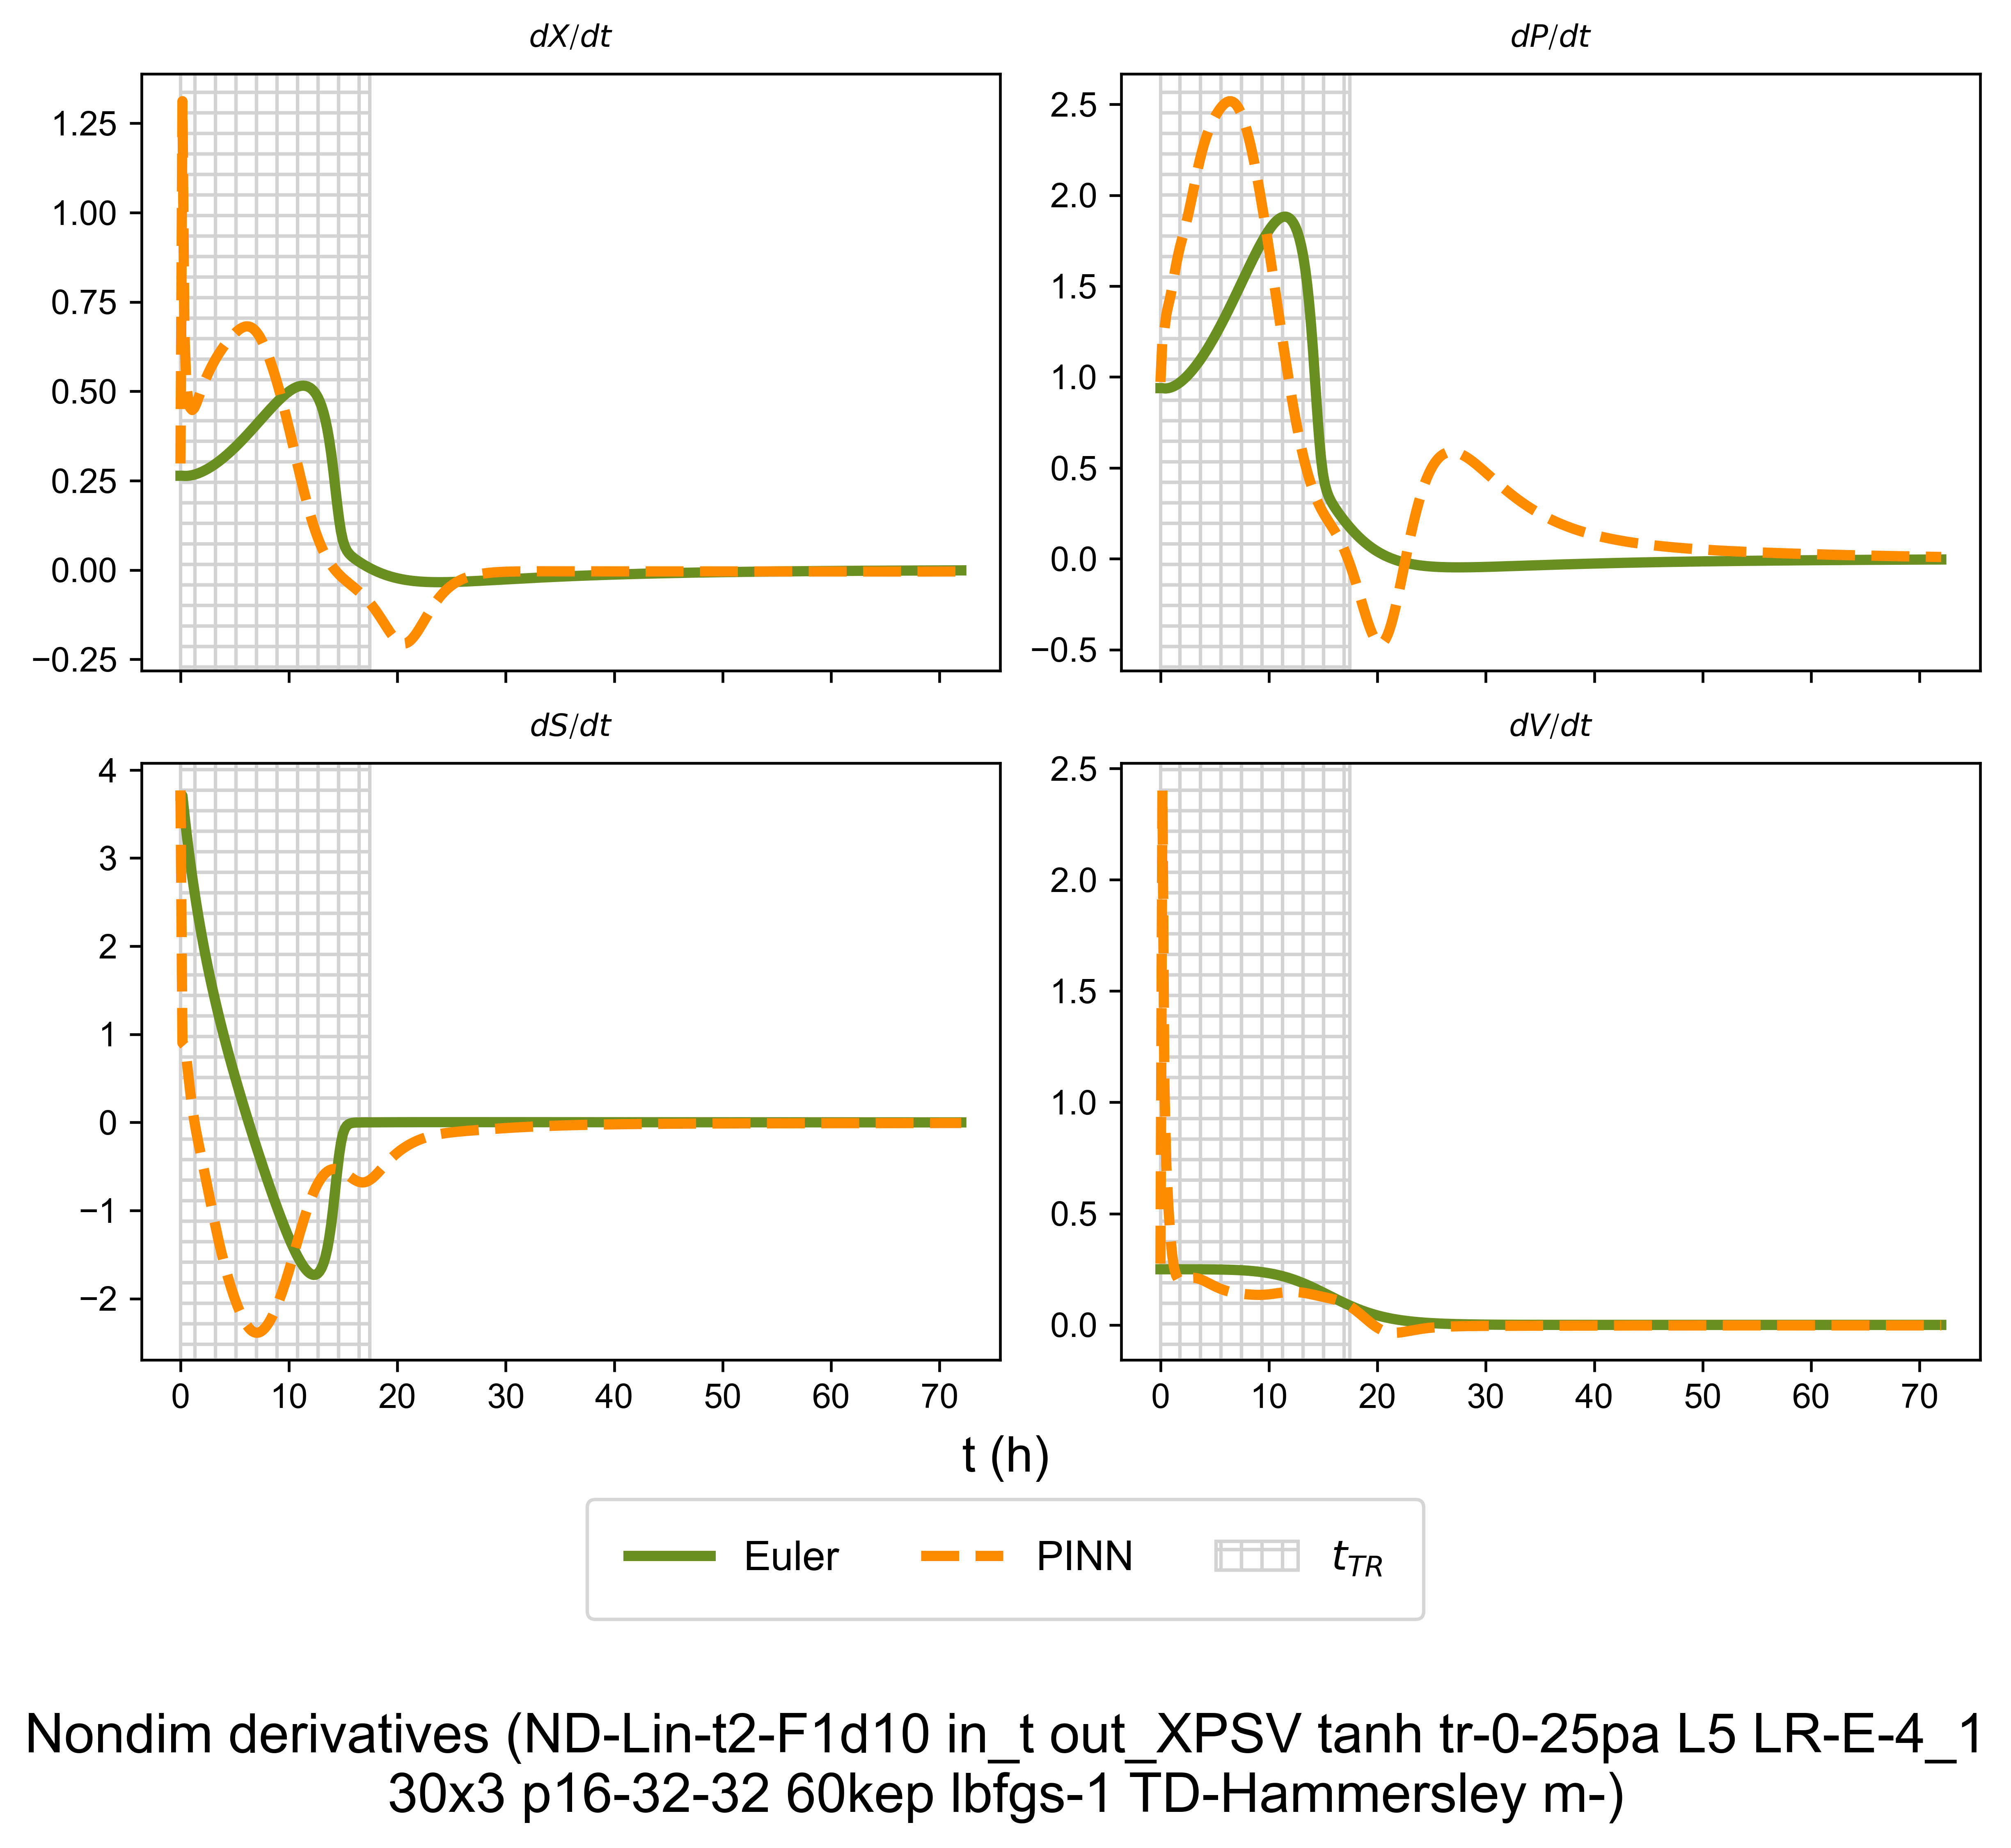 dX/dt
dP/dt
1.25
1.00
0.75
0.50
0.25
0.00
−0.25
2.5
2.0
1.5
1.0
0.5
0.0
−0.5
dS/dt
dV/dt
4
3
2
1
0
−1
−2
0 10 20 30 40 50 60 70
2.5
2.0
1.5
1.0
0.5
0.0
0 10 20 30 40 50 60 70
t (h)
Euler PINN t_TR
Nondim derivatives (ND-Lin-t2-F1d10 in_t out_XPSV tanh tr-0-25pa L5 LR-E-4_1
30x3 p16-32-32 60kep lbfgs-1 TD-Hammersley m-)